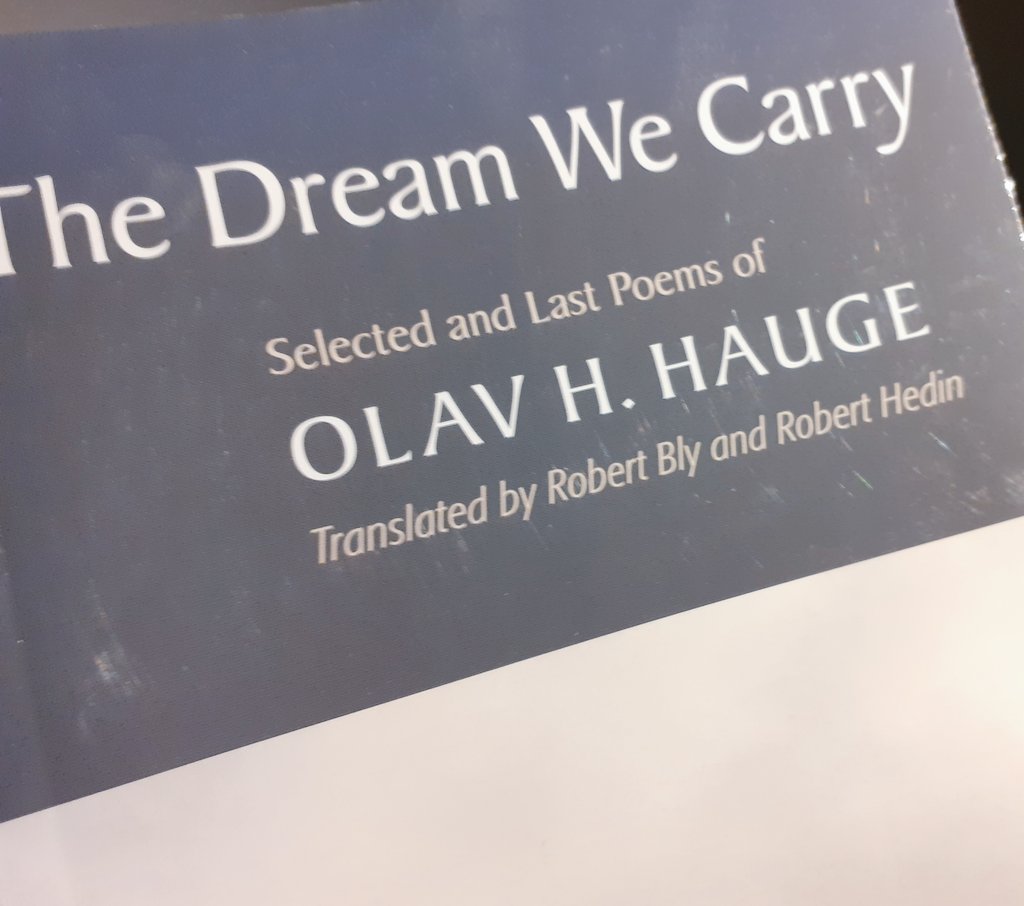 The Dream We Carry
Selected and Last Poems of
OLAV H. HAUGE
Translated by Robert Bly and Robert Hedin